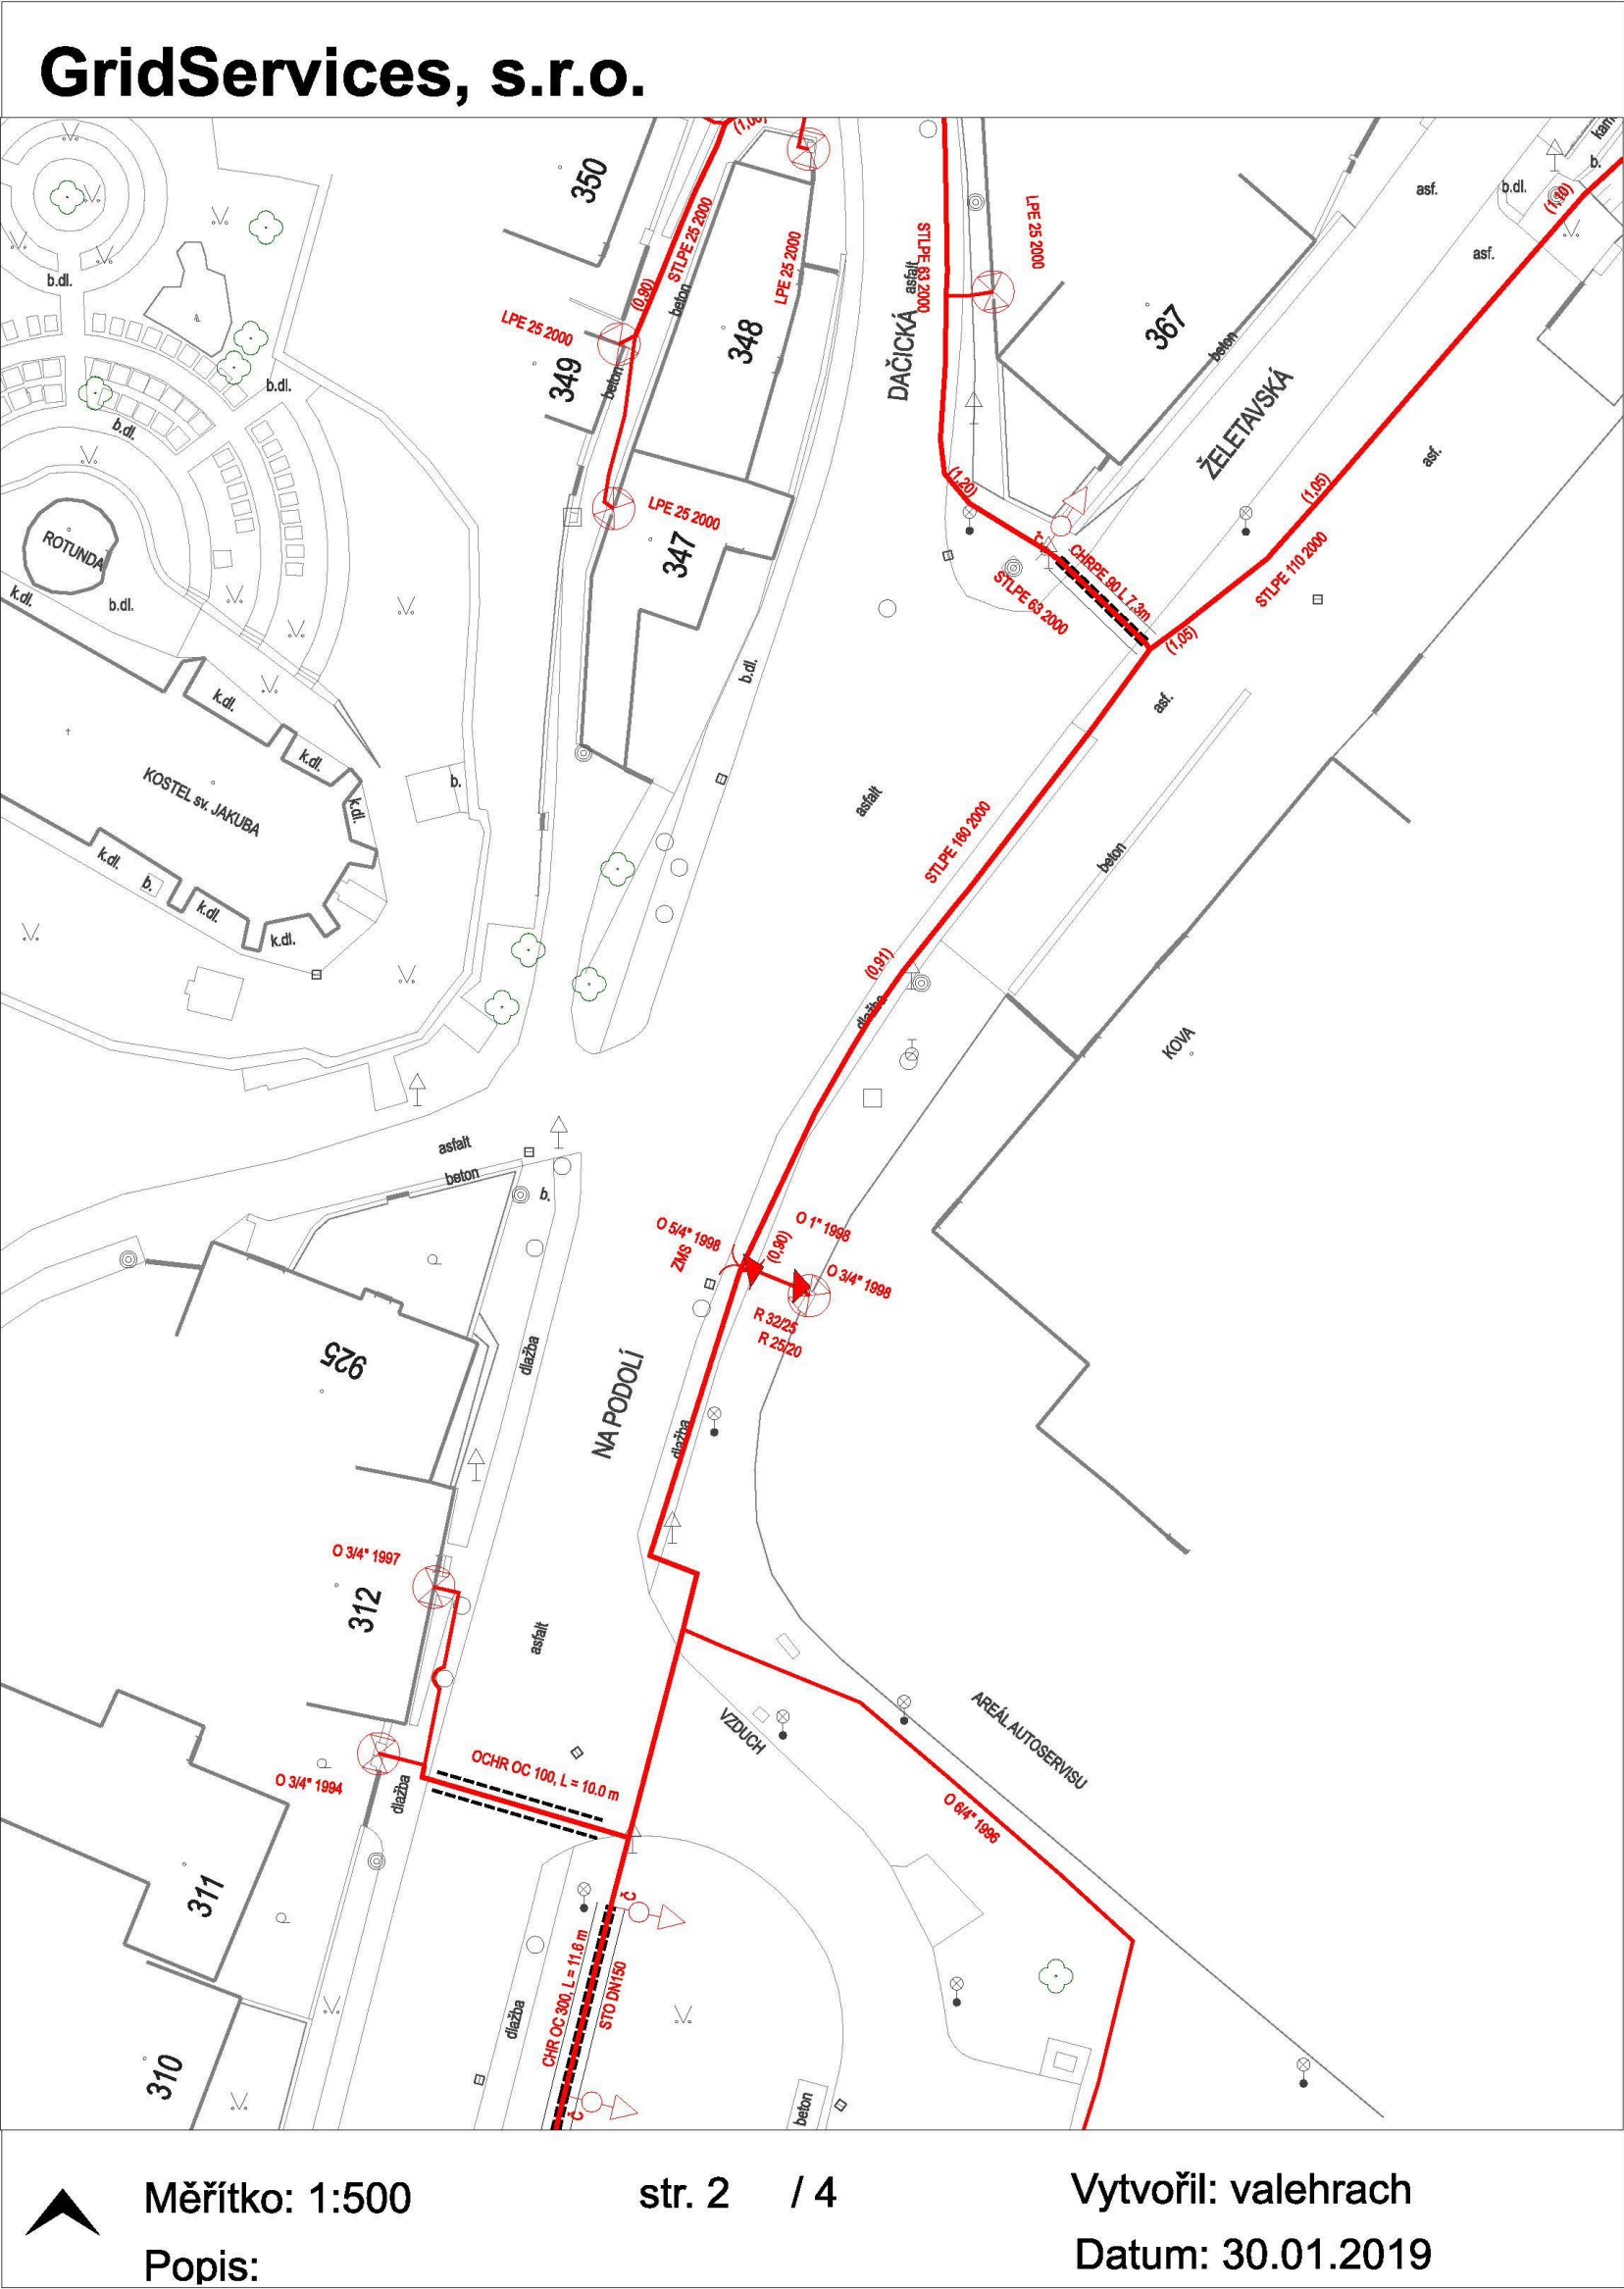 GridServices, s.r.o.
350
(1,00)
STLPE 25 2000
(0,90)
beton
LPE 25 2000
LPE 25 2000
348
349
beton
LPE 25 2000
347
STLPE 63 2000
asfalt
DAČICKÁ
LPE 25 2000
367
beton
ŽELETAVSKÁ
asf.
asf.
asf.
b.dl.
b.
(1,10)
(1,20)
(1,05)
STLPE 110 2000
č
CHRPE 90 L7,3m
STLPE 63 2000
(1,05)
asf.
b.dl.
b.dl.
b.dl.
ROTUNDA
k.dl.
b.dl.
k.dl.
k.dl.
k.dl.
KOSTEL sv. JAKUBA
k.dl.
b.
k.dl.
k.dl.
b.
b.dl.
asfalt
STLPE 160 2000
beton
(0,91)
dlažba
KOVA
asfalt
beton
b.
O 5/4" 1998
ZMS
O 1" 1998
(0,90)
O 3/4" 1998
R 32/25
R 25/20
925
dlažba
NA PODOLÍ
dlažba
O 3/4" 1997
312
asfalt
VZDUCH
AREÁL AUTOSERVISU
OCHR OC 100, L = 10.0 m
O 3/4" 1994
dlažba
O 6/4" 1996
311
č
CHR OC 300, L = 11.6 m
STO DN150
dlažba
310
č
beton
Měřítko: 1:500
str. 2 / 4
Vytvořil: valehrach
Popis:
Datum: 30.01.2019